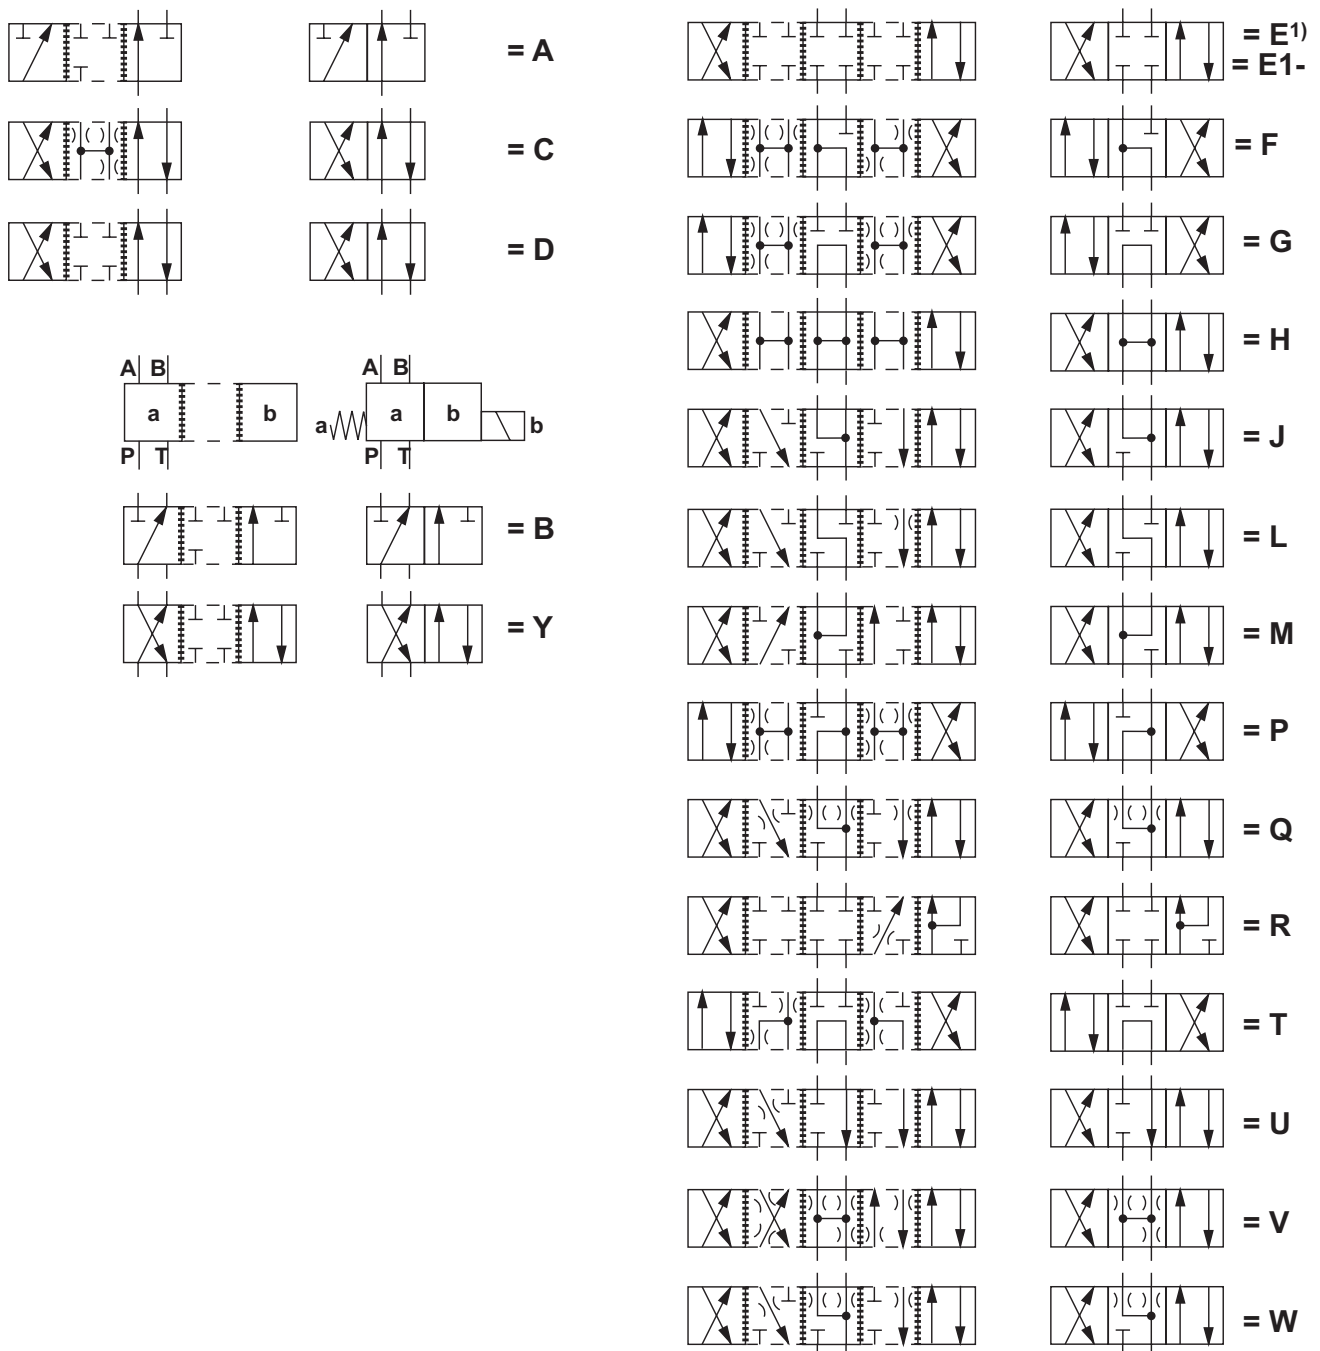 = A
= C
= D
A B A B
a b a a b b
P T P T
= B
= Y
= E1)
= E1-
= F
= G
= H
= J
= L
= M
= P
= Q
= R
= T
= U
= V
= W